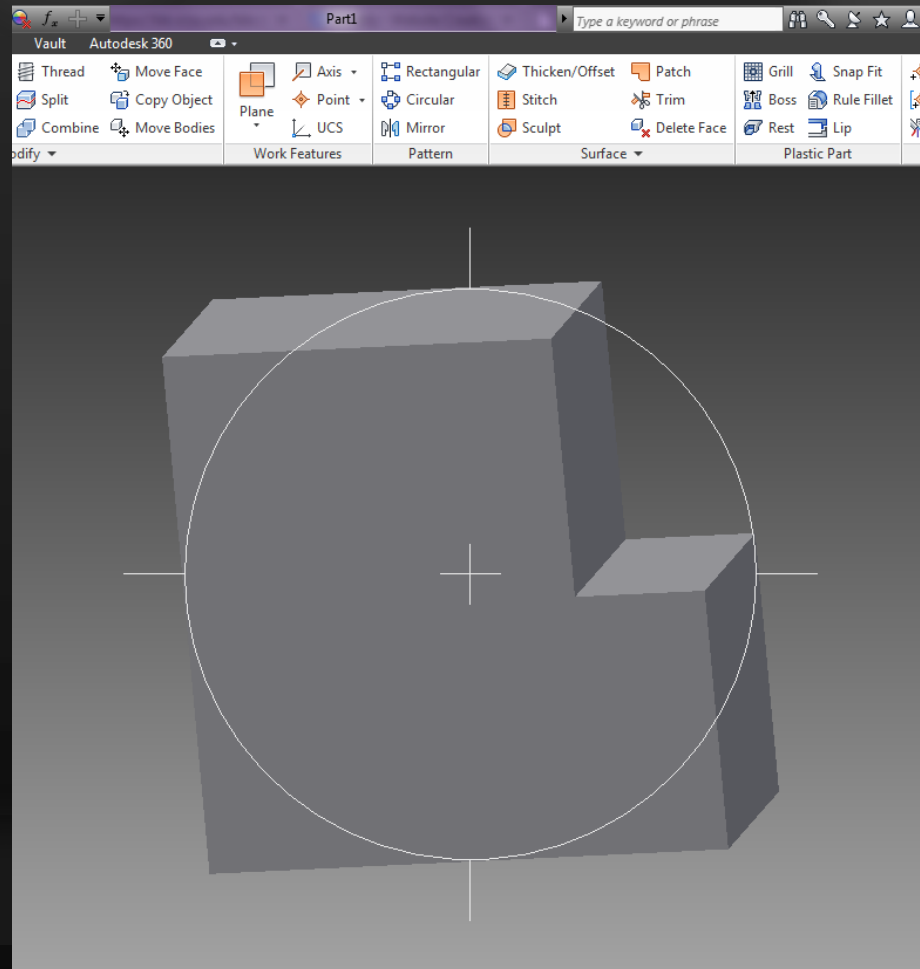 fx Part1 Type a keyword or phrase
Vault Autodesk 360
Thread Move Face Axis Rectangular Thicken/Offset Patch Grill Snap Fit
Split Copy Object Plane Point Circular Stitch Trim Boss Rule Fillet
Combine Move Bodies UCS Mirror Sculpt Delete Face Rest Lip
odify Work Features Pattern Surface Plastic Part